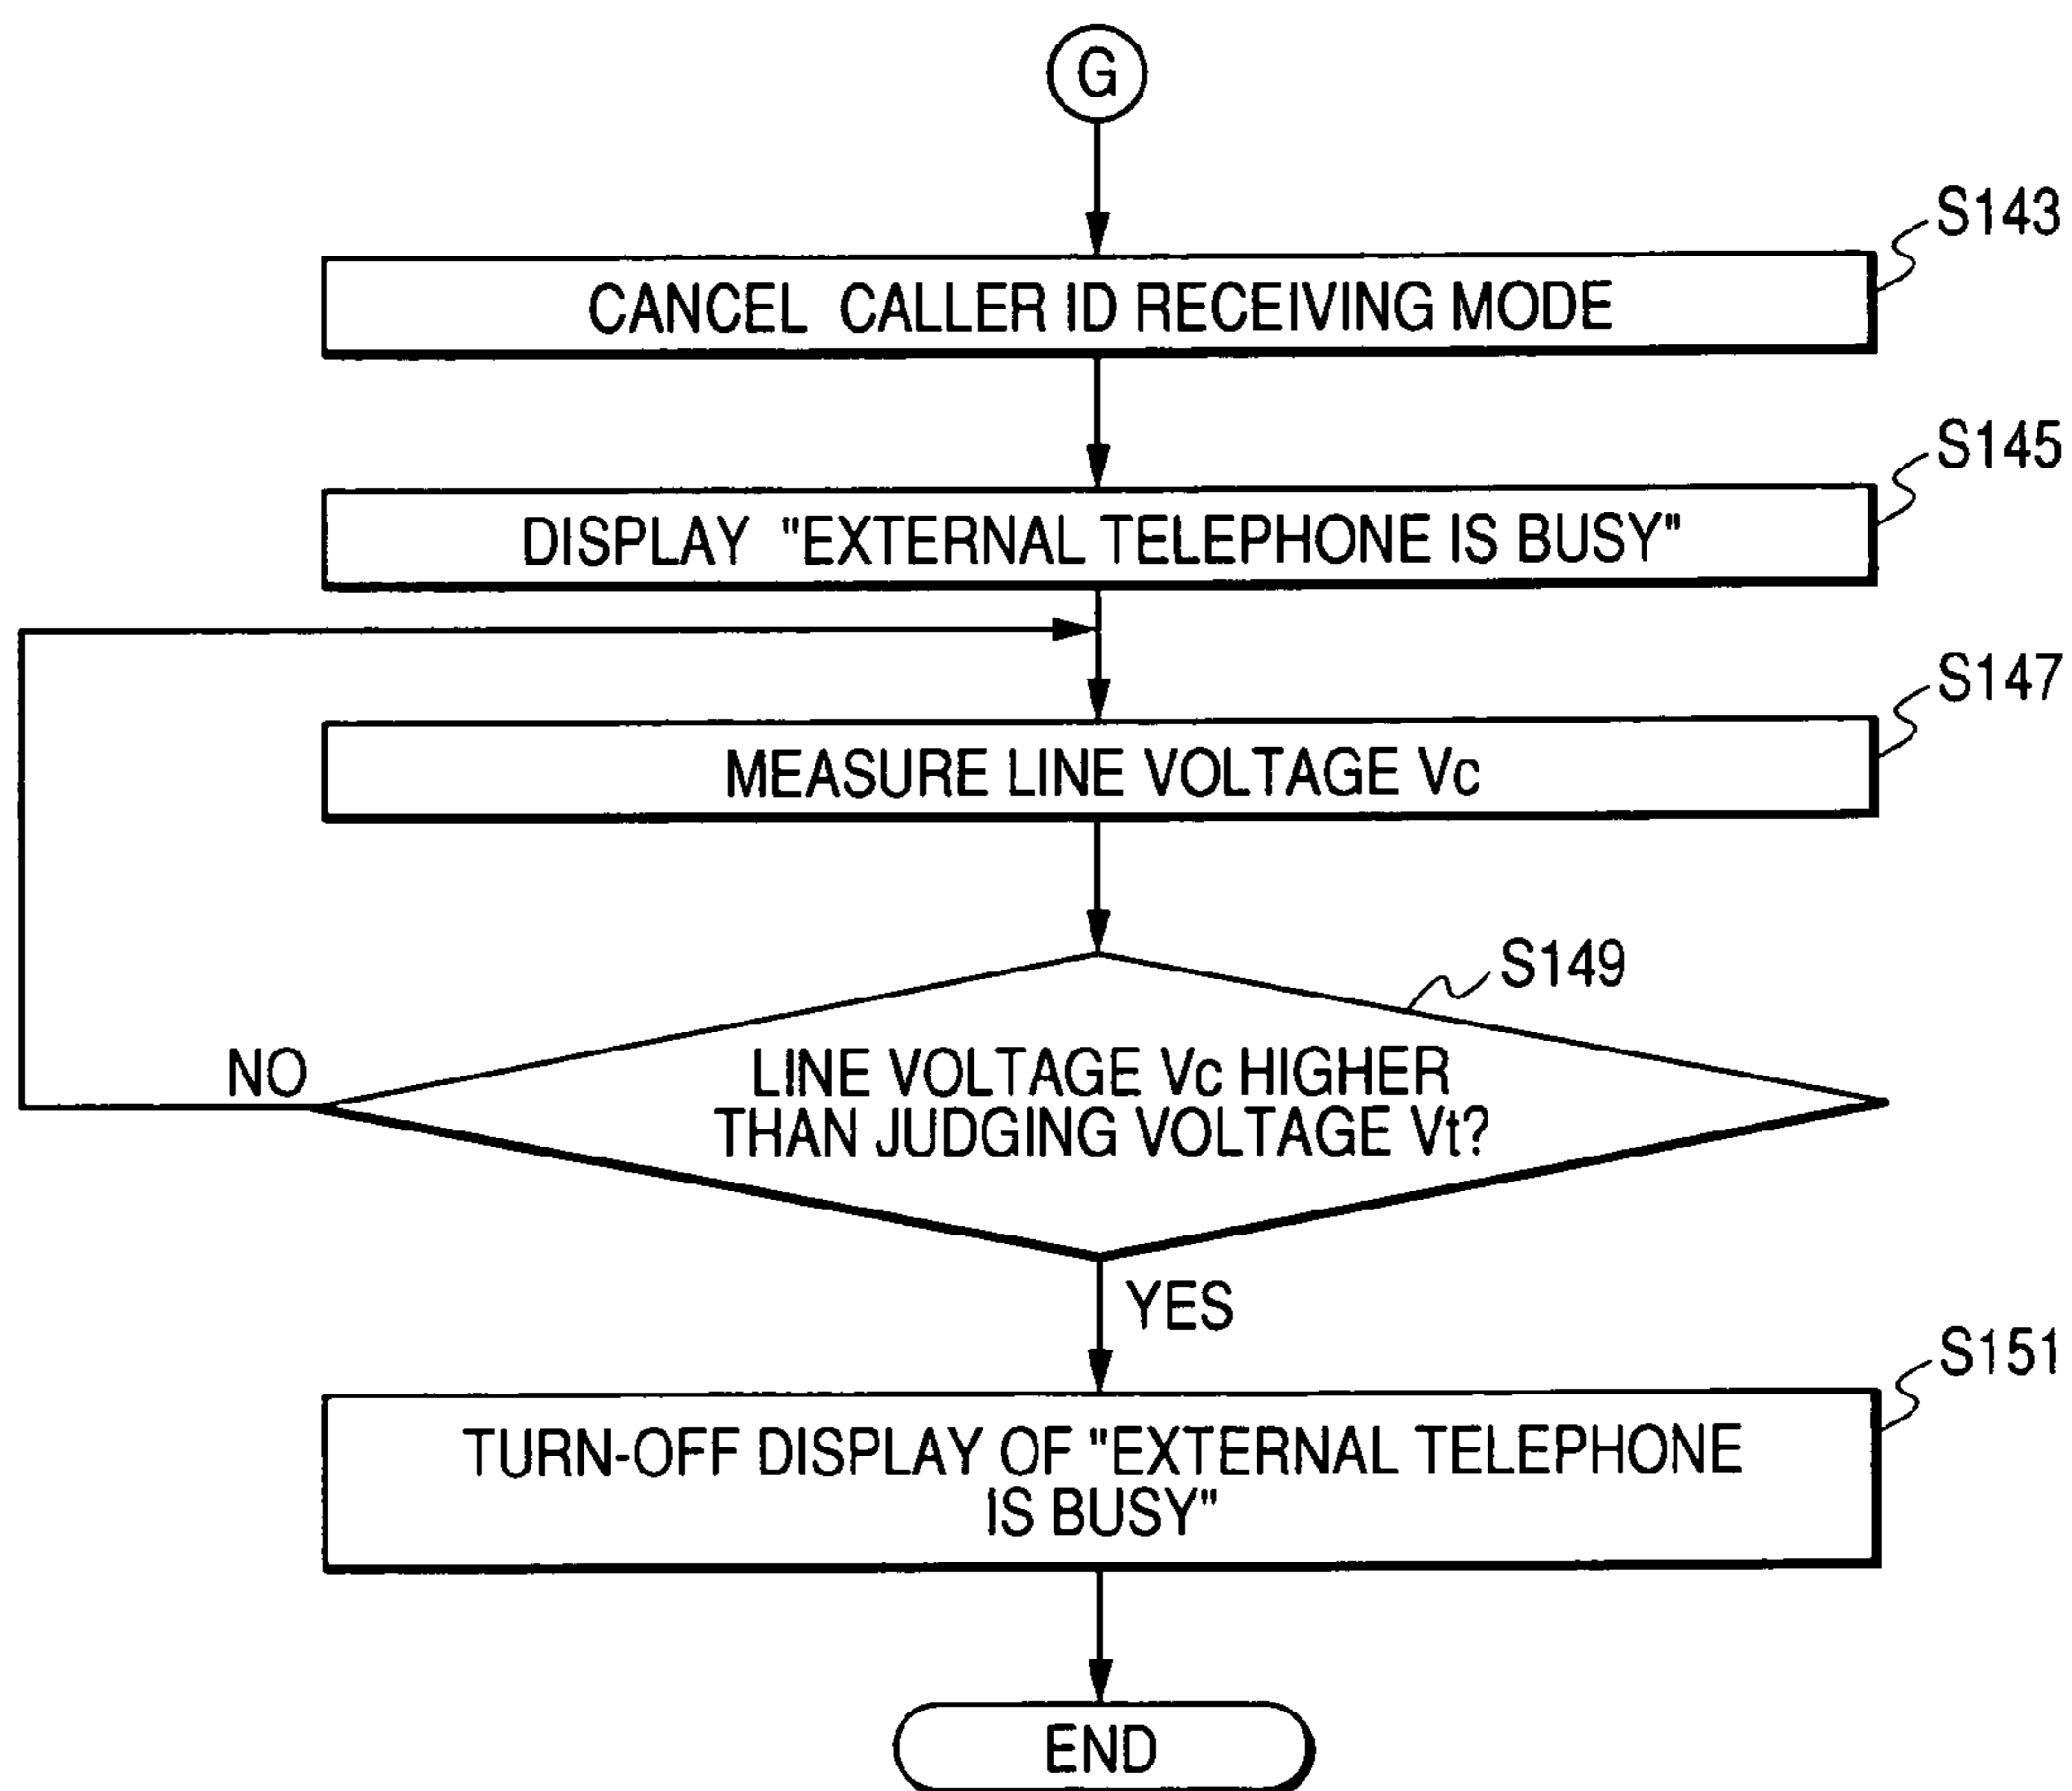 G
S143
CANCEL CALLER ID RECEIVING MODE
S145
DISPLAY "EXTERNAL TELEPHONE IS BUSY"
S147
MEASURE LINE VOLTAGE Vc
S149
NO
LINE VOLTAGE Vc HIGHER
THAN JUDGING VOLTAGE Vt?
YES
S151
TURN-OFF DISPLAY OF "EXTERNAL TELEPHONE
IS BUSY"
END